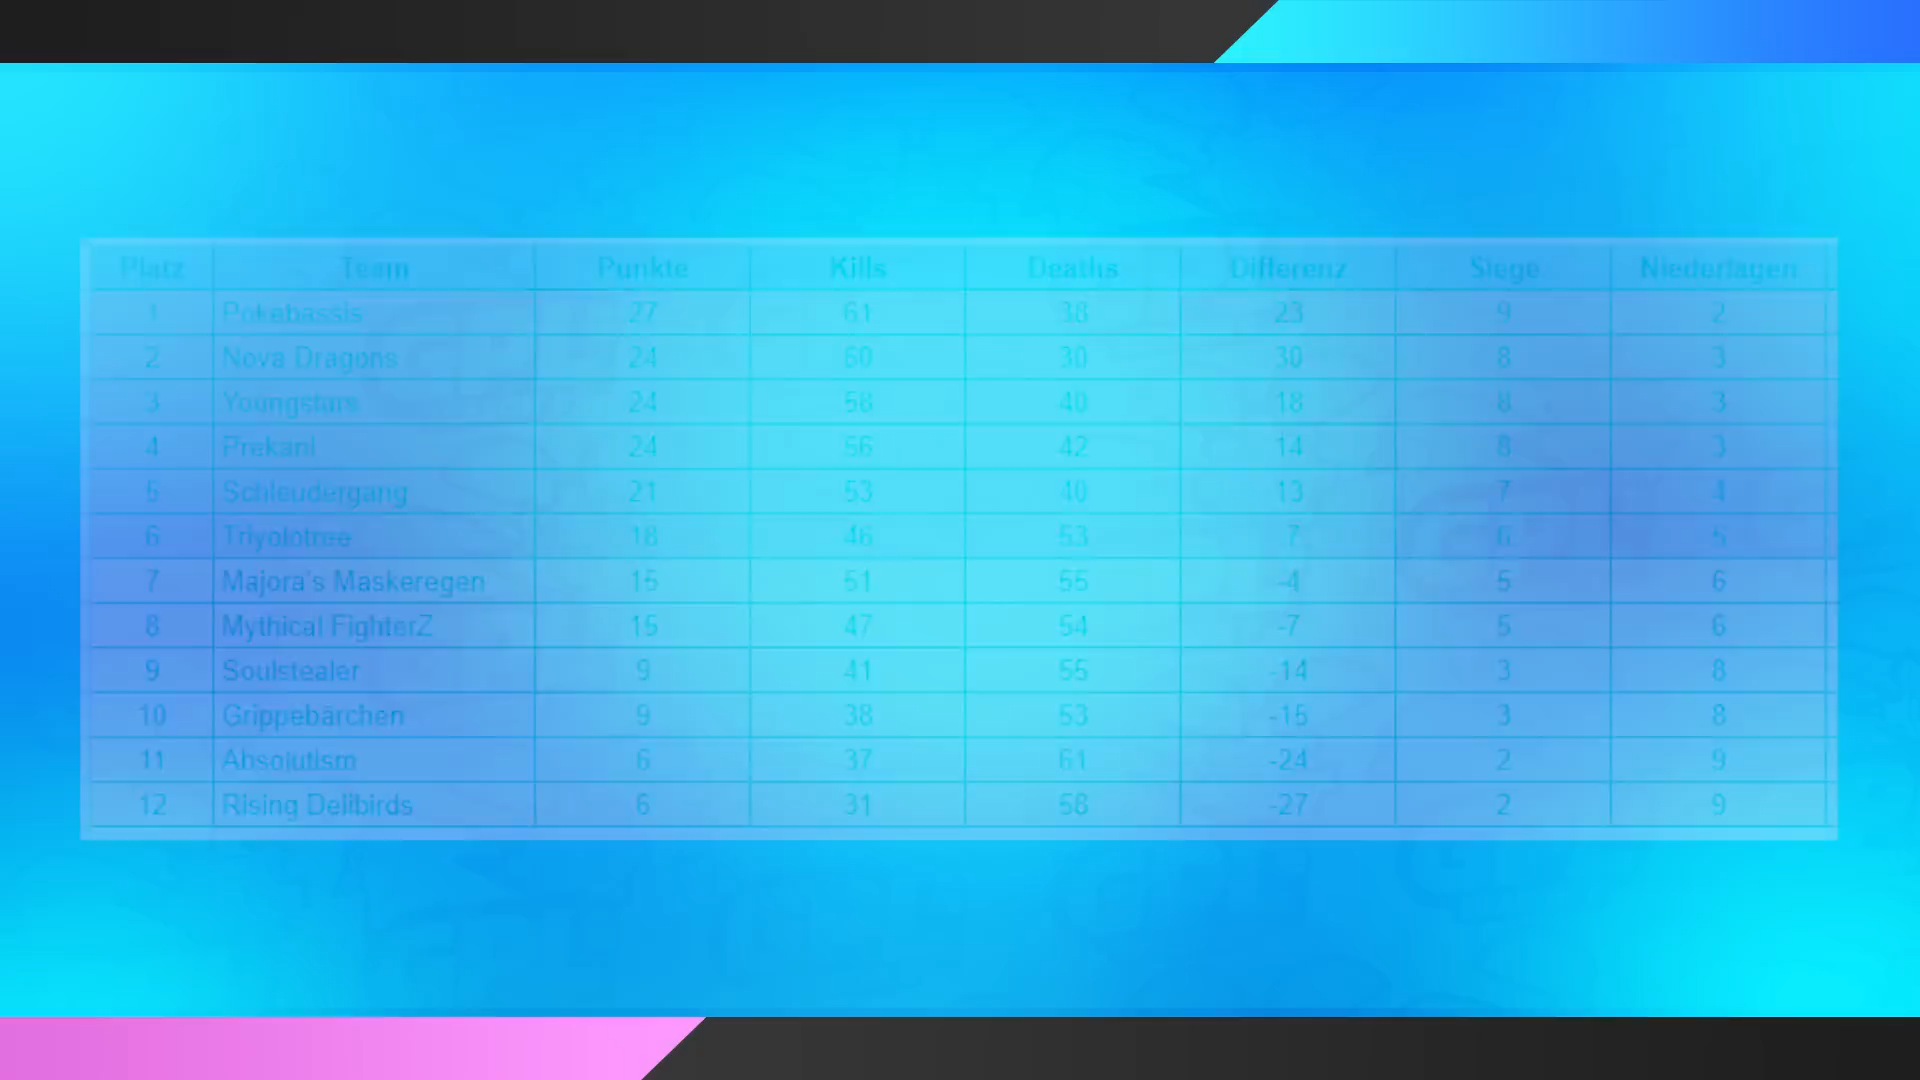 Platz Team Punkte Kills Deaths Differenz Siege Niederlagen
1 Pokabassis 27 61 38 23 9 2
2 Nova Dragons 24 60 30 30 8 3
3 Youngstars 24 58 40 18 8 3
4 Prekani 24 56 42 14 8 3
5 Schleudergang 21 53 40 13 7 4
6 Triyolotree 18 46 53 7 6 5
7 Majora's Maskeregen 15 51 55 -4 5 6
8 Mythical FighterZ 15 47 54 -7 5 6
9 Soulstealer 9 41 55 -14 3 8
10 Grippebärchen 9 38 53 -15 3 8
11 Absolutism 6 37 61 -24 2 9
12 Rising Delibirds 6 31 58 -27 2 9